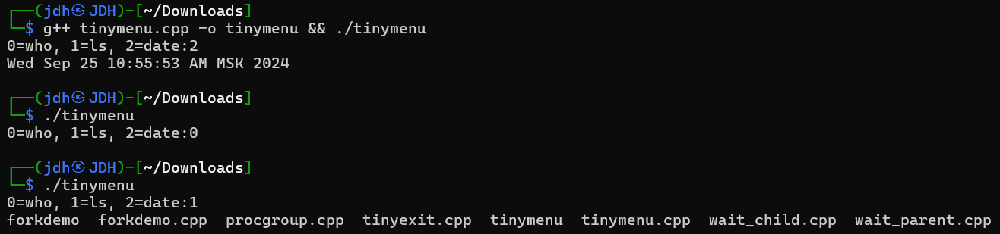 ┌──(jdh㉿JDH)-[~/Downloads]
└─$ g++ tinymenu.cpp -o tinymenu && ./tinymenu
0=who, 1=ls, 2=date:2
Wed Sep 25 10:55:53 AM MSK 2024
┌──(jdh㉿JDH)-[~/Downloads]
└─$ ./tinymenu
0=who, 1=ls, 2=date:0
┌──(jdh㉿JDH)-[~/Downloads]
└─$ ./tinymenu
0=who, 1=ls, 2=date:1
forkdemo  forkdemo.cpp  procgroup.cpp  tinyexit.cpp  tinymenu  tinymenu.cpp  wait_child.cpp  wait_parent.cpp